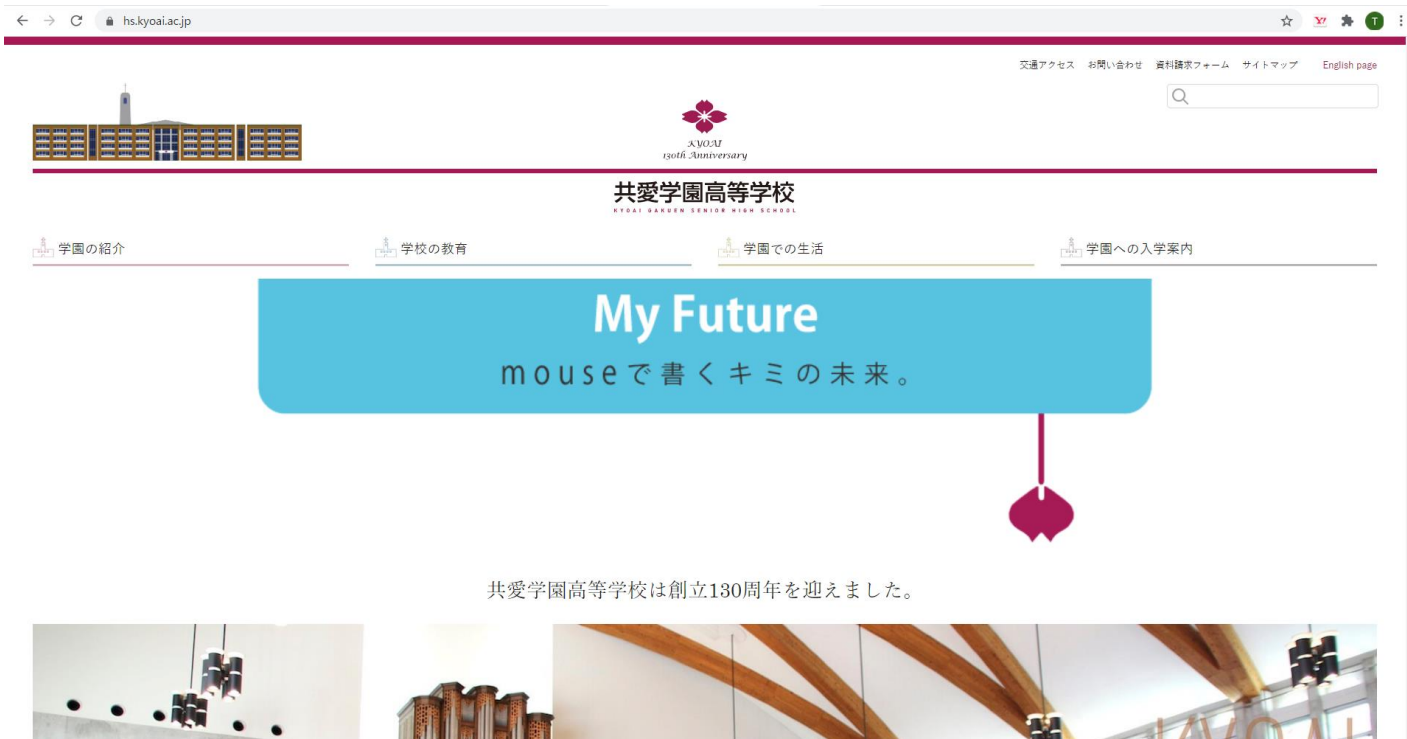 hs.kyoai.ac.jp
T
交通アクセス お問い合わせ 資料請求フォーム サイトマップ English page
KYOAI
130th Anniversary
共愛学園高等学校
KYOAI GAKUEN SENIOR HIGH SCHOOL
学園の紹介 学校の教育 学園での生活 学園への入学案内
My Future
mouseで書くキミの未来。
共愛学園高等学校は創立130周年を迎えました。
KYOAI